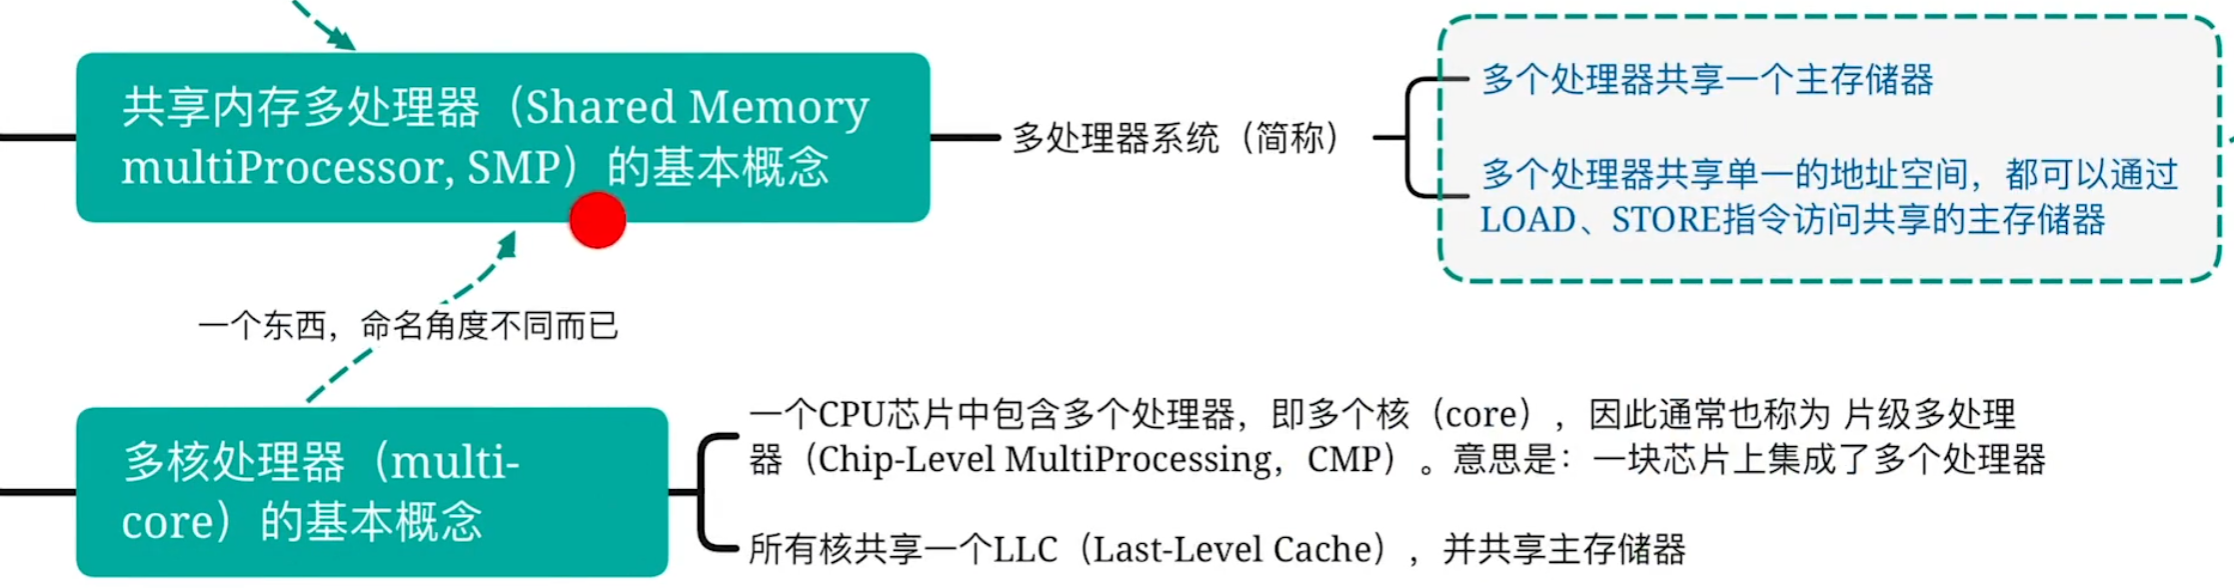 共享内存多处理器（Shared Memory
multiProcessor, SMP）的基本概念
多处理器系统（简称）
多个处理器共享一个主存储器
多个处理器共享单一的地址空间，都可以通过
LOAD、STORE指令访问共享的主存储器
一个东西，命名角度不同而已
多核处理器（multi-
core）的基本概念
一个CPU芯片中包含多个处理器，即多个核（core），因此通常也称为 片级多处理
器（Chip-Level MultiProcessing，CMP）。意思是：一块芯片上集成了多个处理器
所有核共享一个LLC（Last-Level Cache），并共享主存储器